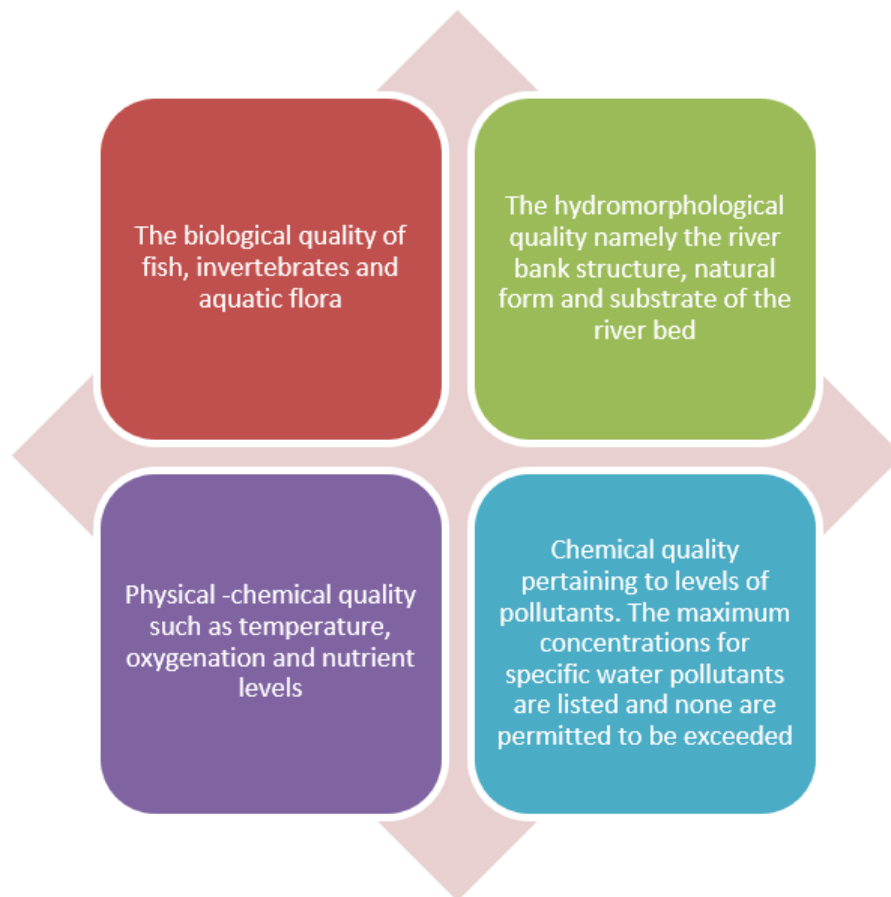 The biological quality of
fish, invertebrates and
aquatic flora
The hydromorphological
quality namely the river
bank structure, natural
form and substrate of the
river bed
Physical -chemical quality
such as temperature,
oxygenation and nutrient
levels
Chemical quality
pertaining to levels of
pollutants. The maximum
concentrations for
specific water pollutants
are listed and none are
permitted to be exceeded